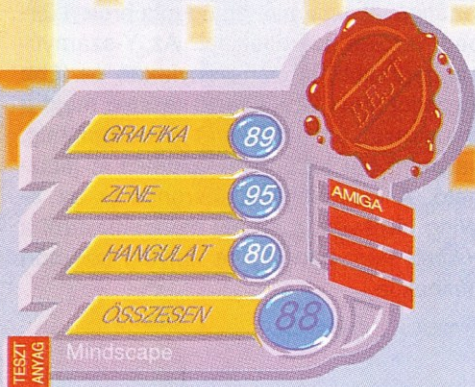 BEST
GRAFIKA 89
ZENE 95
AMIGA
HANGULAT 80
ÖSSZESEN 88
TESZT
ANYAG
Mindscape